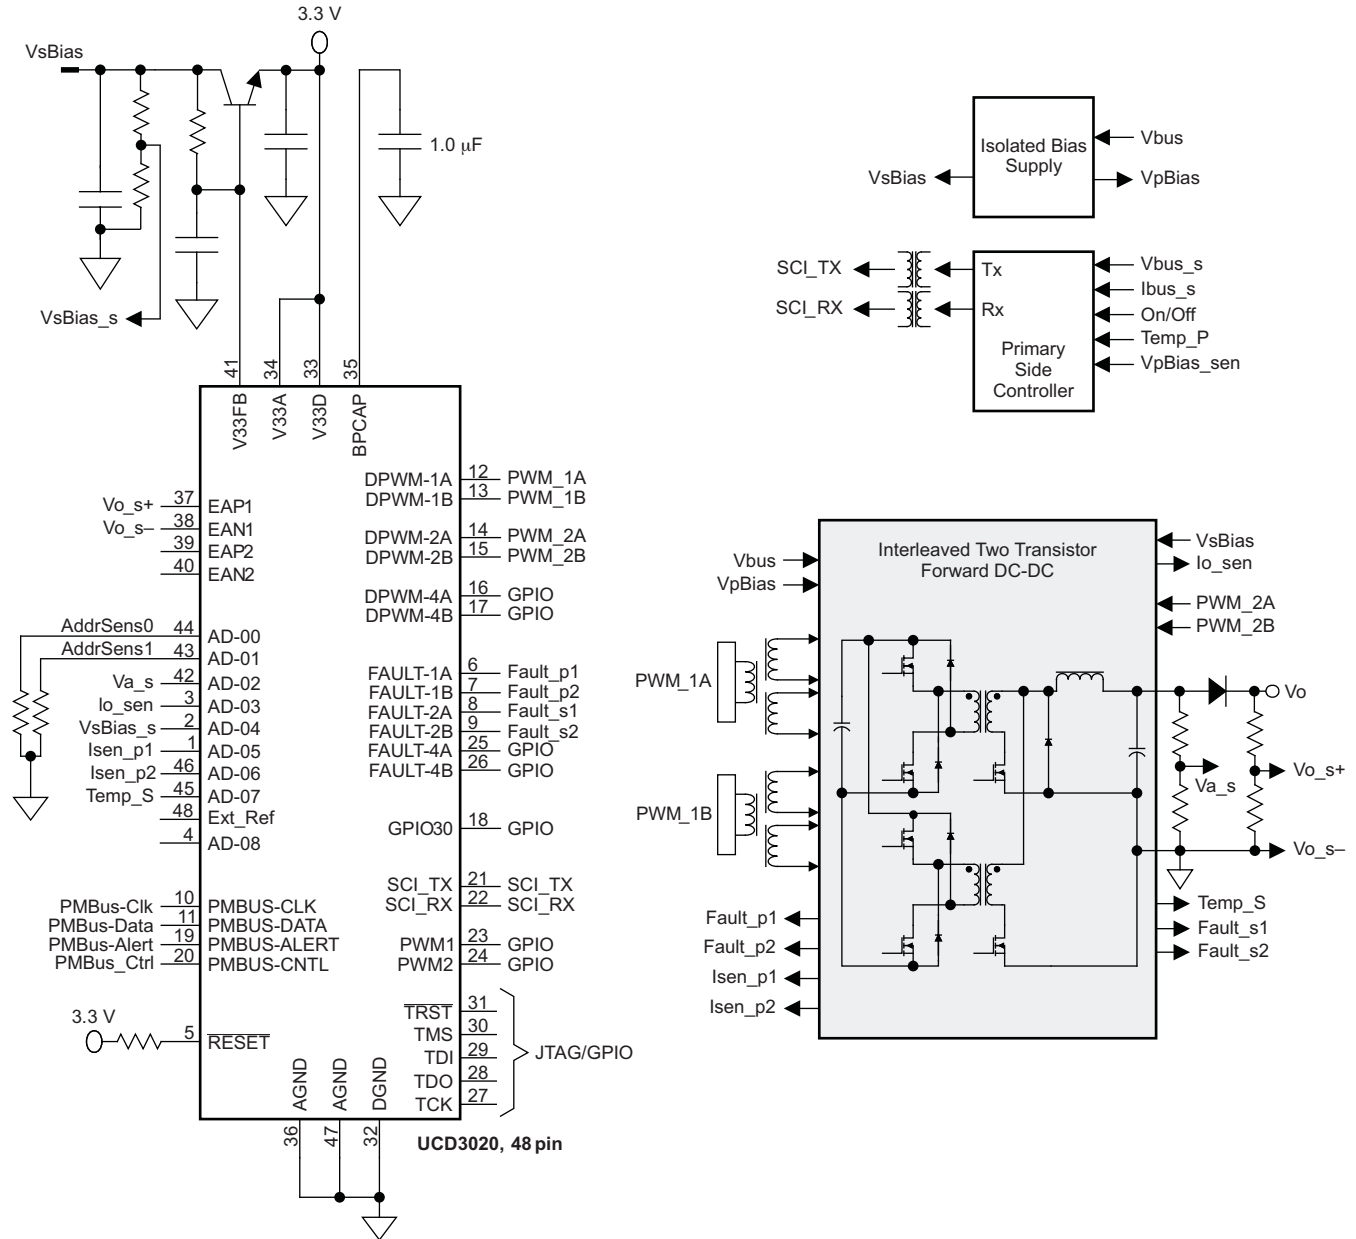 3.3 V
VsBias
1.0 μF
VsBias_s
41
34
33
35
V33FB
V33A
V33D
BPCAP
Vo_s+ 37 EAP1
Vo_s– 38 EAN1
39 EAP2
40 EAN2
AddrSens0 44 AD-00
AddrSens1 43 AD-01
Va_s 42 AD-02
Io_sen 3 AD-03
VsBias_s 2 AD-04
Isen_p1 1 AD-05
Isen_p2 46 AD-06
Temp_S 45 AD-07
48 Ext_Ref
4 AD-08
PMBus-Clk 10 PMBUS-CLK
PMBus-Data 11 PMBUS-DATA
PMBus-Alert 19 PMBUS-ALERT
PMBus_Ctrl 20 PMBUS-CNTL
3.3 V
5 RESET
DPWM-1A 12 PWM_1A
DPWM-1B 13 PWM_1B
DPWM-2A 14 PWM_2A
DPWM-2B 15 PWM_2B
DPWM-4A 16 GPIO
DPWM-4B 17 GPIO
FAULT-1A 6 Fault_p1
FAULT-1B 7 Fault_p2
FAULT-2A 8 Fault_s1
FAULT-2B 9 Fault_s2
FAULT-4A 25 GPIO
FAULT-4B 26 GPIO
GPIO30 18 GPIO
SCI_TX 21 SCI_TX
SCI_RX 22 SCI_RX
PWM1 23 GPIO
PWM2 24 GPIO
TRST 31
TMS 30
TDI 29
TDO 28
TCK 27
JTAG/GPIO
AGND
AGND
DGND
36
47
32
UCD3020, 48 pin
Isolated Bias
Supply
Vbus
VsBias
VpBias
SCI_TX
Tx
SCI_RX
Rx
Primary
Side
Controller
Vbus_s
Ibus_s
On/Off
Temp_P
VpBias_sen
Interleaved Two Transistor
Forward DC-DC
Vbus
VpBias
PWM_1A
PWM_1B
Fault_p1
Fault_p2
Isen_p1
Isen_p2
VsBias
Io_sen
PWM_2A
PWM_2B
Vo
Va_s
Vo_s+
Vo_s–
Temp_S
Fault_s1
Fault_s2